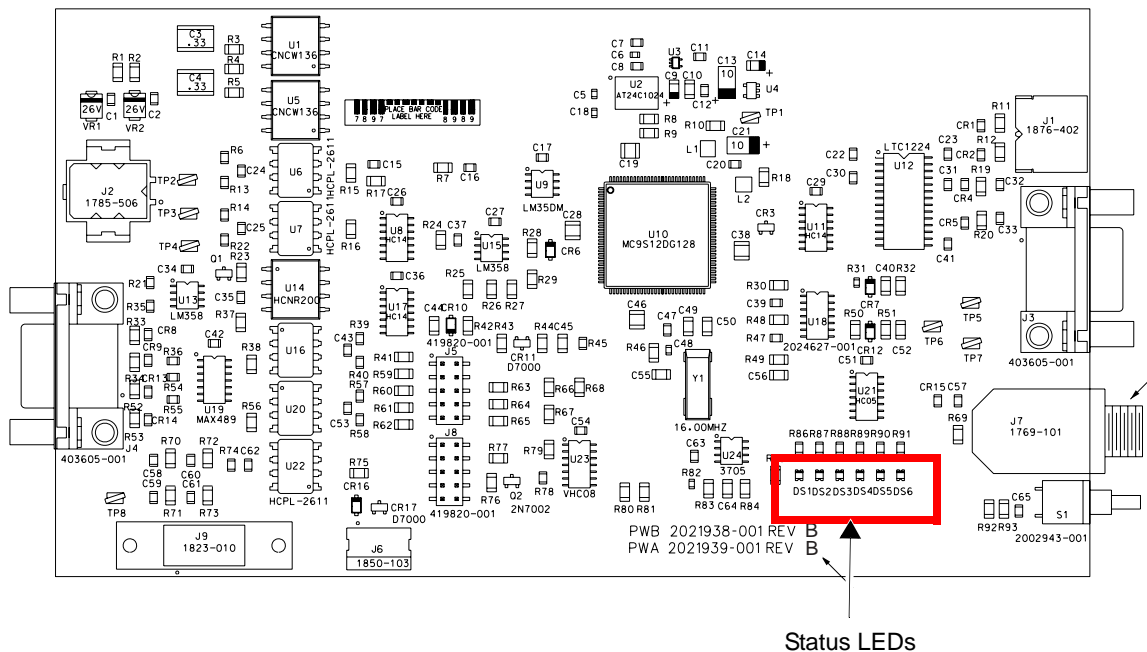 C7
C6
C8
U3
C11
C14
C13
10
+
U4
C9
C10
C12
+
+
TP1
U2
AT24C1024
C5
C18
R8
R9
R10
C21
10
+
L1
C20
C19
R18
L2
R1 R2
26V
26V
VR1
VR2
C1
C2
C3
.33
C4
.33
R3
R4
R5
U1
CNCW136
U5
CNCW136
PLACE BAR CODE
LABEL HERE
7 8 9 7
8 9 8 9
J2
1785-506
TP2
TP3
TP4
R6
C24
R13
R14
C25
R22
R23
Q1
U6
HCPL-2611
U7
HCPL-2611
R15
R16
C15
R17
C26
R7
C16
C17
U9
LM35DM
U8
HC14
R24
C37
C27
U15
LM358
R28
C28
CR6
R29
U10
MC9S12DG128
C38
CR3
C29
U11
HC14
LTC1224
U12
C22
C30
C23
C31
CR1
CR2
R11
R12
R19
C32
CR4
CR5
R20
C33
C41
J1
1876-402
J3
403605-001
TP5
TP6
TP7
C34
U13
LM358
C35
R37
R21
R35
R33
CR8
CR9
R34
CR13
R36
R54
R55
R52
R53
CR14
J4
403605-001
C42
U19
MAX489
R38
R56
U14
HCNR200
U16
U20
U22
HCPL-2611
C36
U17
HC14
R25
R26
R27
C44
CR10
R42
R43
419820-001
R39
C43
R40
R57
C53
R58
R41
R59
R60
R61
R62
J5
J8
419820-001
CR11
D7000
R44
C45
R45
R63
R64
R65
R66
R68
R67
C54
R77
R79
R76
Q2
2N7002
R78
U23
VHC08
C46
C47
C49
C50
R46
C48
C55
Y1
16.00MHZ
R30
C39
R48
R47
R49
C56
U18
2024627-001
R31
C40
R32
CR7
R50
R51
CR12
C52
C51
U21
HC05
CR15
C57
R69
J7
1769-101
C63
U24
3705
R82
R80 R81
R83 C64 R84
R86 R87 R88 R89 R90 R91
DS1 DS2 DS3 DS4 DS5 DS6
PWB 2021938-001 REV B
PWA 2021939-001 REV B
R92 R93
C65
S1
2002943-001
R70
R72
R74
C62
C58
C60
C59
C61
R71
R73
TP8
J9
1823-010
R75
CR16
CR17
D7000
J6
1850-103
Status LEDs